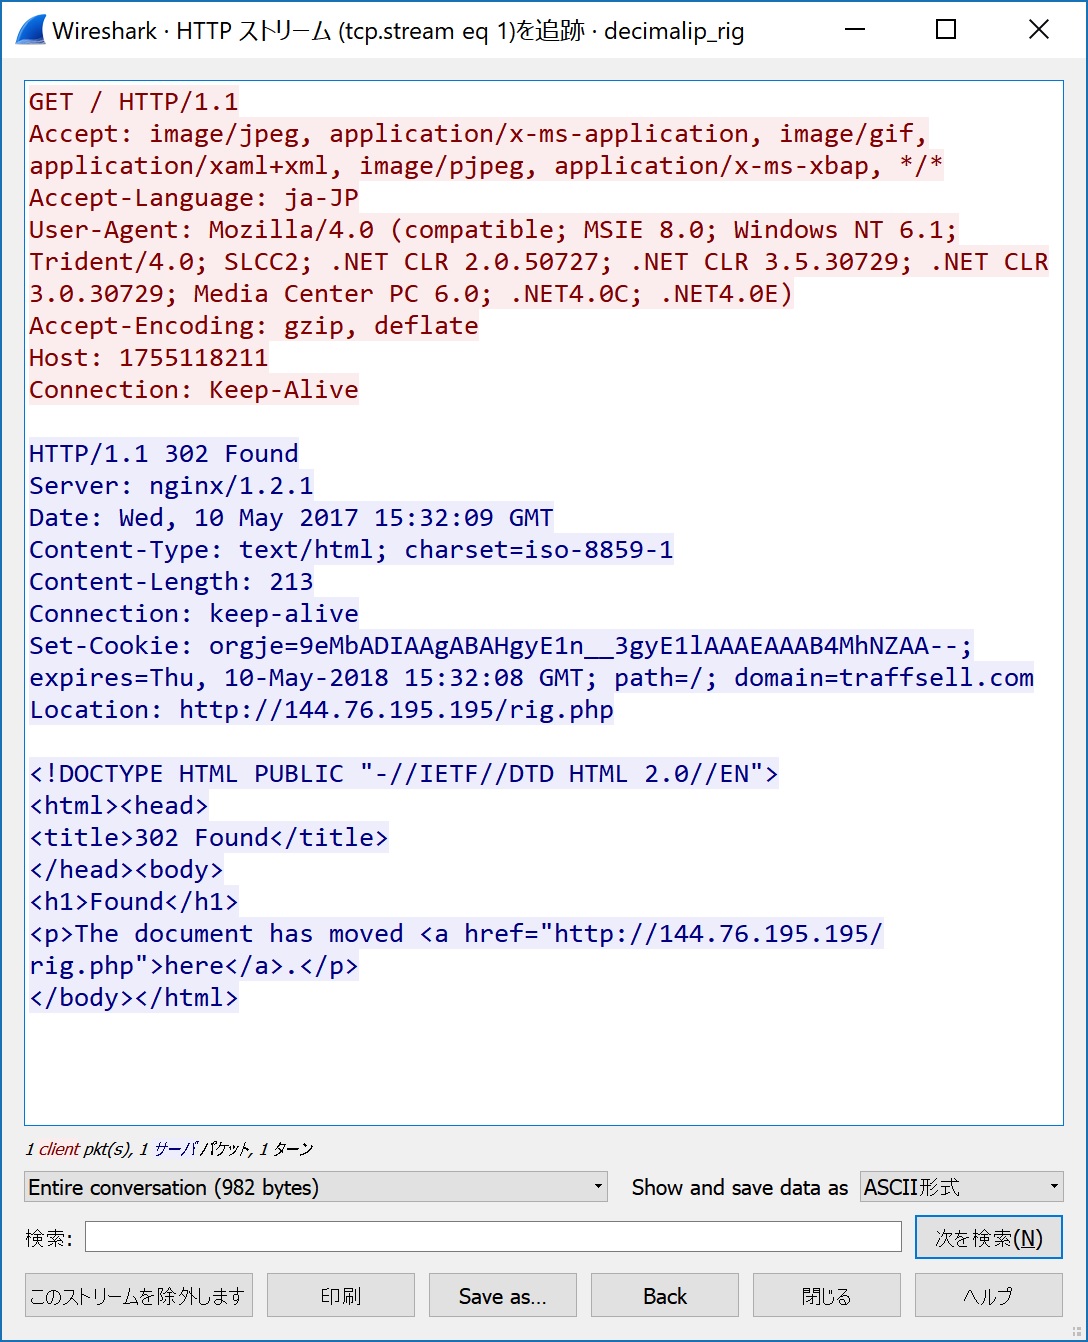 Wireshark · HTTP ストリーム (tcp.stream eq 1)を追跡 · decimalip_rig
GET / HTTP/1.1
Accept: image/jpeg, application/x-ms-application, image/gif,
application/xaml+xml, image/pjpeg, application/x-ms-xbap, */*
Accept-Language: ja-JP
User-Agent: Mozilla/4.0 (compatible; MSIE 8.0; Windows NT 6.1;
Trident/4.0; SLCC2; .NET CLR 2.0.50727; .NET CLR 3.5.30729; .NET CLR
3.0.30729; Media Center PC 6.0; .NET4.0C; .NET4.0E)
Accept-Encoding: gzip, deflate
Host: 1755118211
Connection: Keep-Alive
HTTP/1.1 302 Found
Server: nginx/1.2.1
Date: Wed, 10 May 2017 15:32:09 GMT
Content-Type: text/html; charset=iso-8859-1
Content-Length: 213
Connection: keep-alive
Set-Cookie: orgje=9eMbADIAAgABAHgyE1n__3gyE1lAAAEAAAB4MhNZAA--;
expires=Thu, 10-May-2018 15:32:08 GMT; path=/; domain=traffsell.com
Location: http://144.76.195.195/rig.php
<!DOCTYPE HTML PUBLIC "-//IETF//DTD HTML 2.0//EN">
<html><head>
<title>302 Found</title>
</head><body>
<h1>Found</h1>
<p>The document has moved <a href="http://144.76.195.195/
rig.php">here</a>.</p>
</body></html>
1 client pkt(s), 1 サーバパケット, 1 ターン
Entire conversation (982 bytes) Show and save data as ASCII形式
検索: 次を検索(N)
このストリームを除外します 印刷 Save as... Back 閉じる ヘルプ